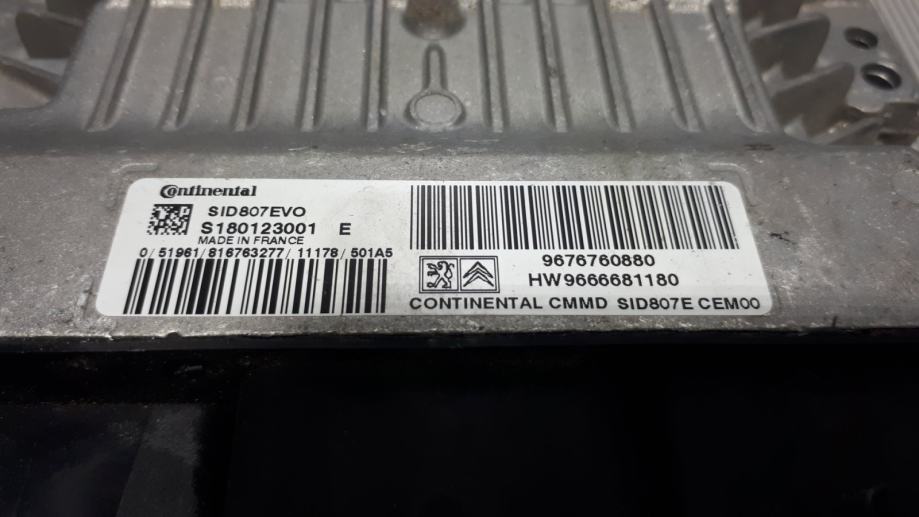 Continental
SID807EVO
S180123001 E
MADE IN FRANCE
0/51961/816763277/11178/501A5
9676760880
HW9666681180
CONTINENTAL CMMD SID807E CEM00